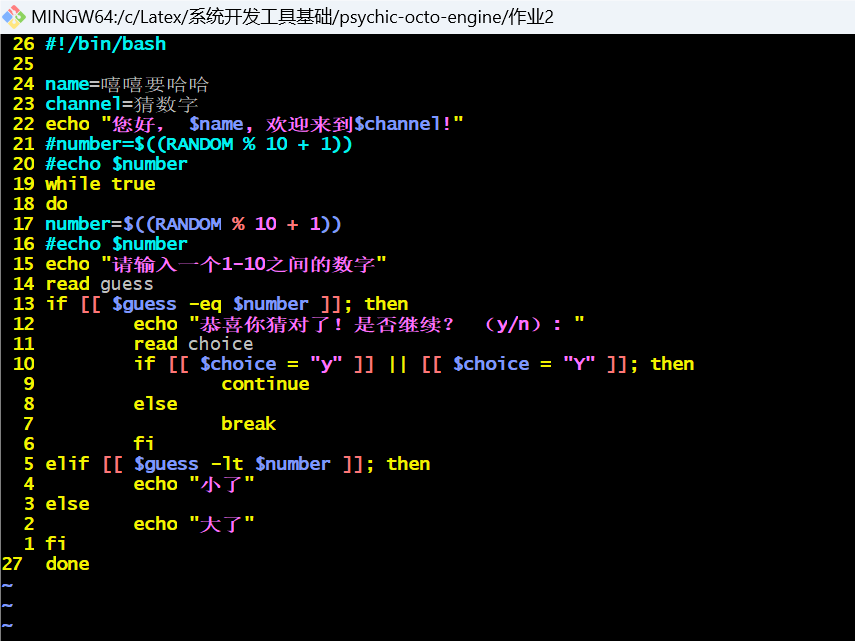 MINGW64:/c/Latex/系统开发工具基础/psychic-octo-engine/作业2
26 #!/bin/bash
25
24 name=嘻嘻要哈哈
23 channel=猜数字
22 echo "您好， $name，欢迎来到$channel!"
21 #number=$((RANDOM % 10 + 1))
20 #echo $number
19 while true
18 do
17 number=$((RANDOM % 10 + 1))
16 #echo $number
15 echo "请输入一个1-10之间的数字"
14 read guess
13 if [[ $guess -eq $number ]]; then
12         echo "恭喜你猜对了！是否继续？ （y/n）："
11         read choice
10         if [[ $choice = "y" ]] || [[ $choice = "Y" ]]; then
9                 continue
8         else
7                 break
6         fi
5 elif [[ $guess -lt $number ]]; then
4         echo "小了"
3 else
2         echo "大了"
1 fi
27 done
~
~
~